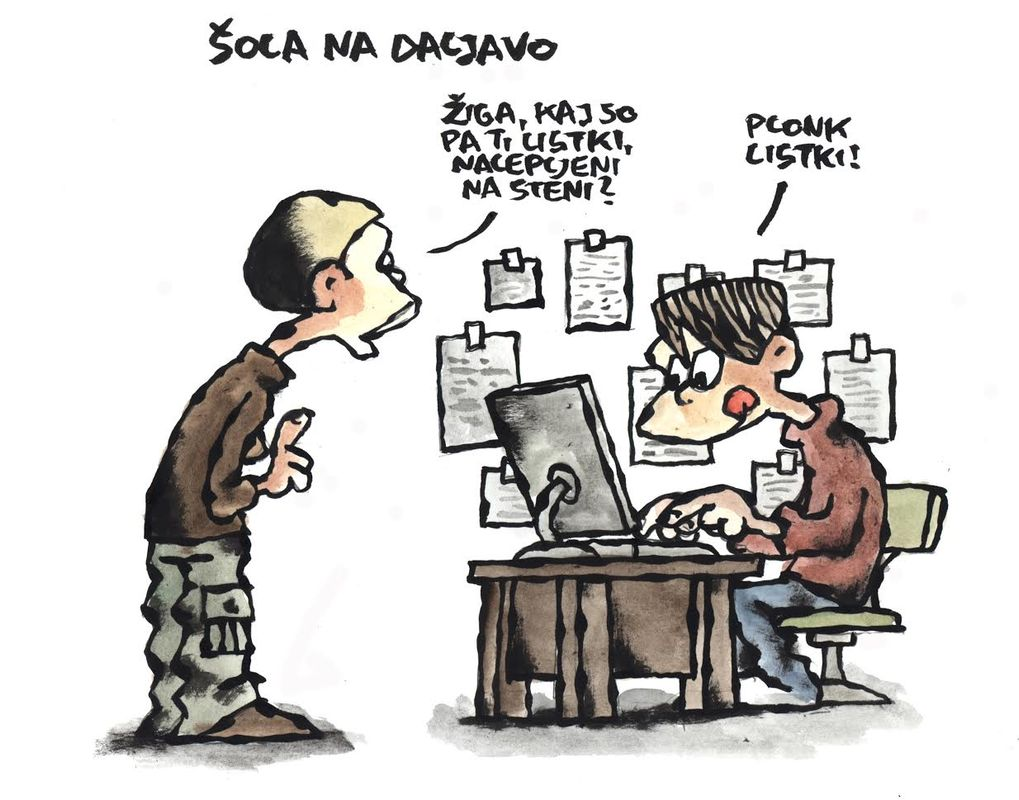 ŠOLA NA DALJAVO
ŽIGA, KAJ SO
PA TI LISTKI,
NALEPLJENI
NA STENI?
PLONK
LISTKI!